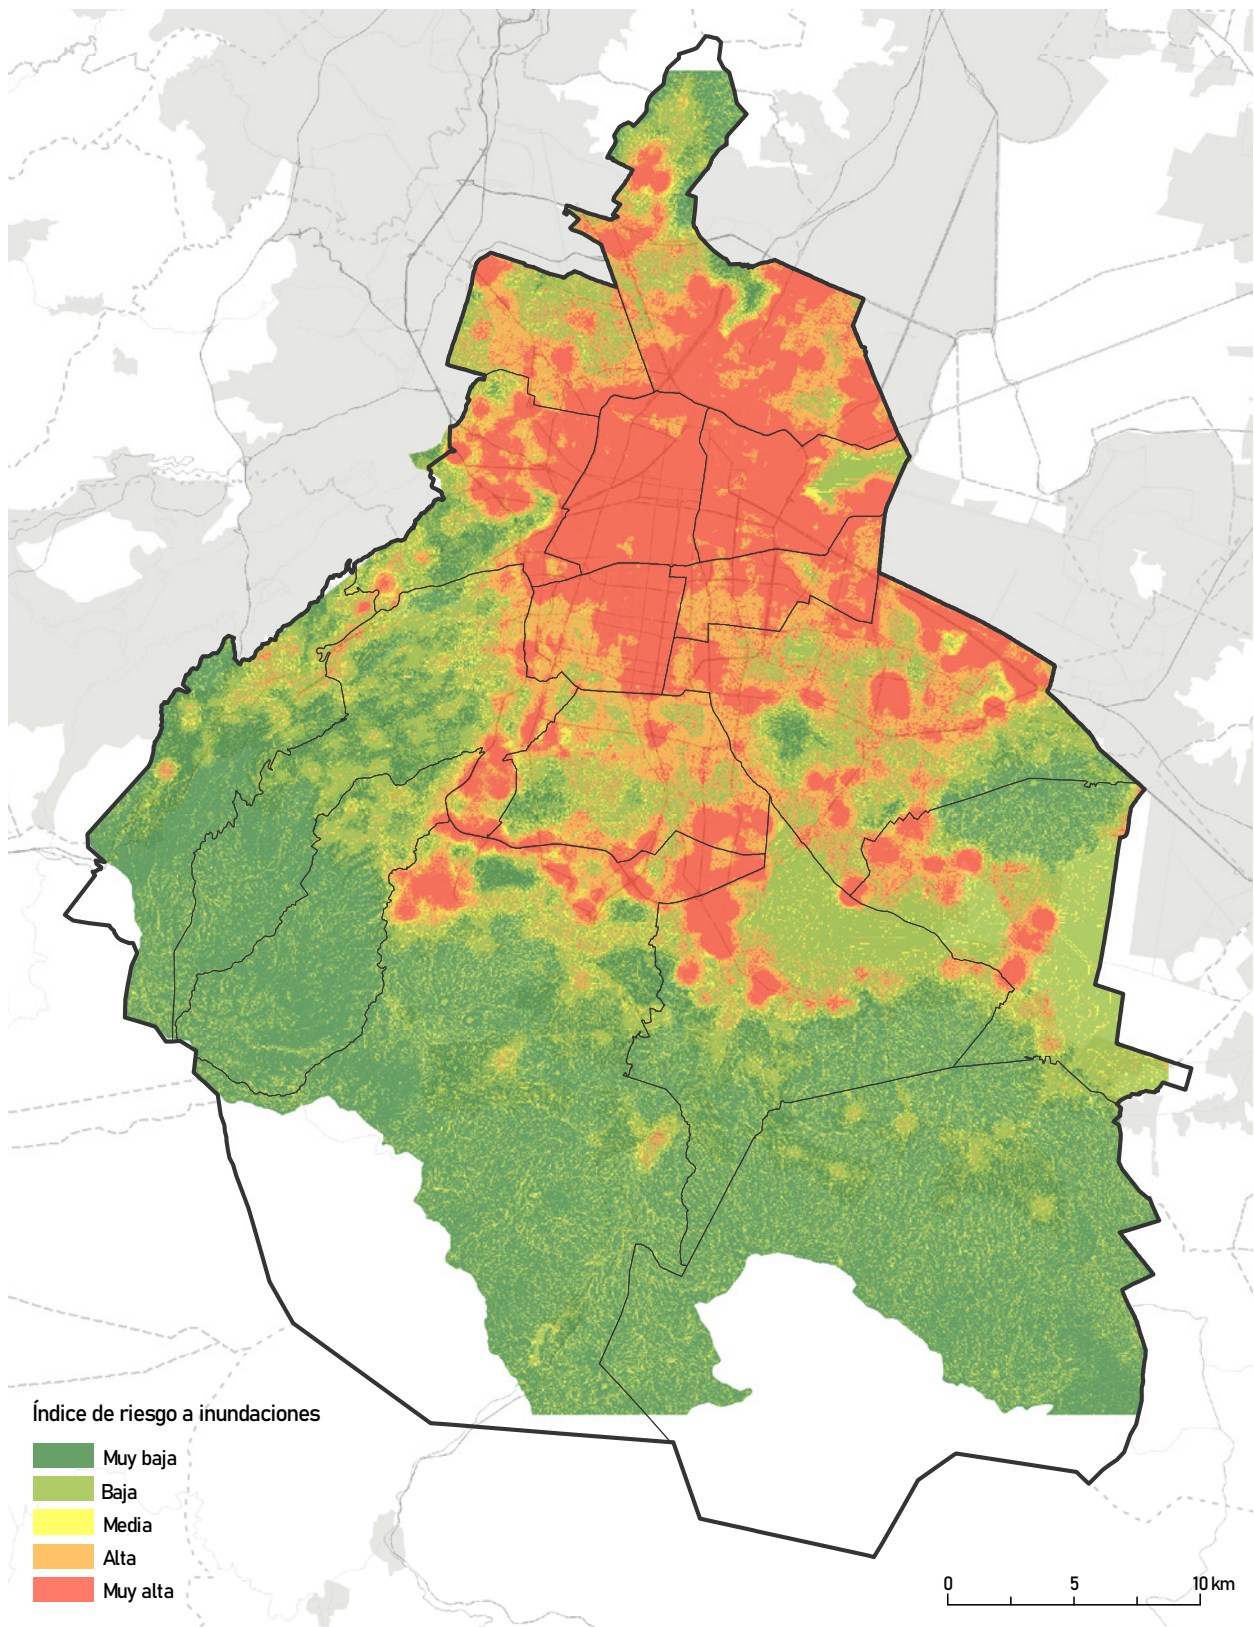 Índice de riesgo a inundaciones
Muy baja
Baja
Media
Alta
Muy alta
0 5 10 km